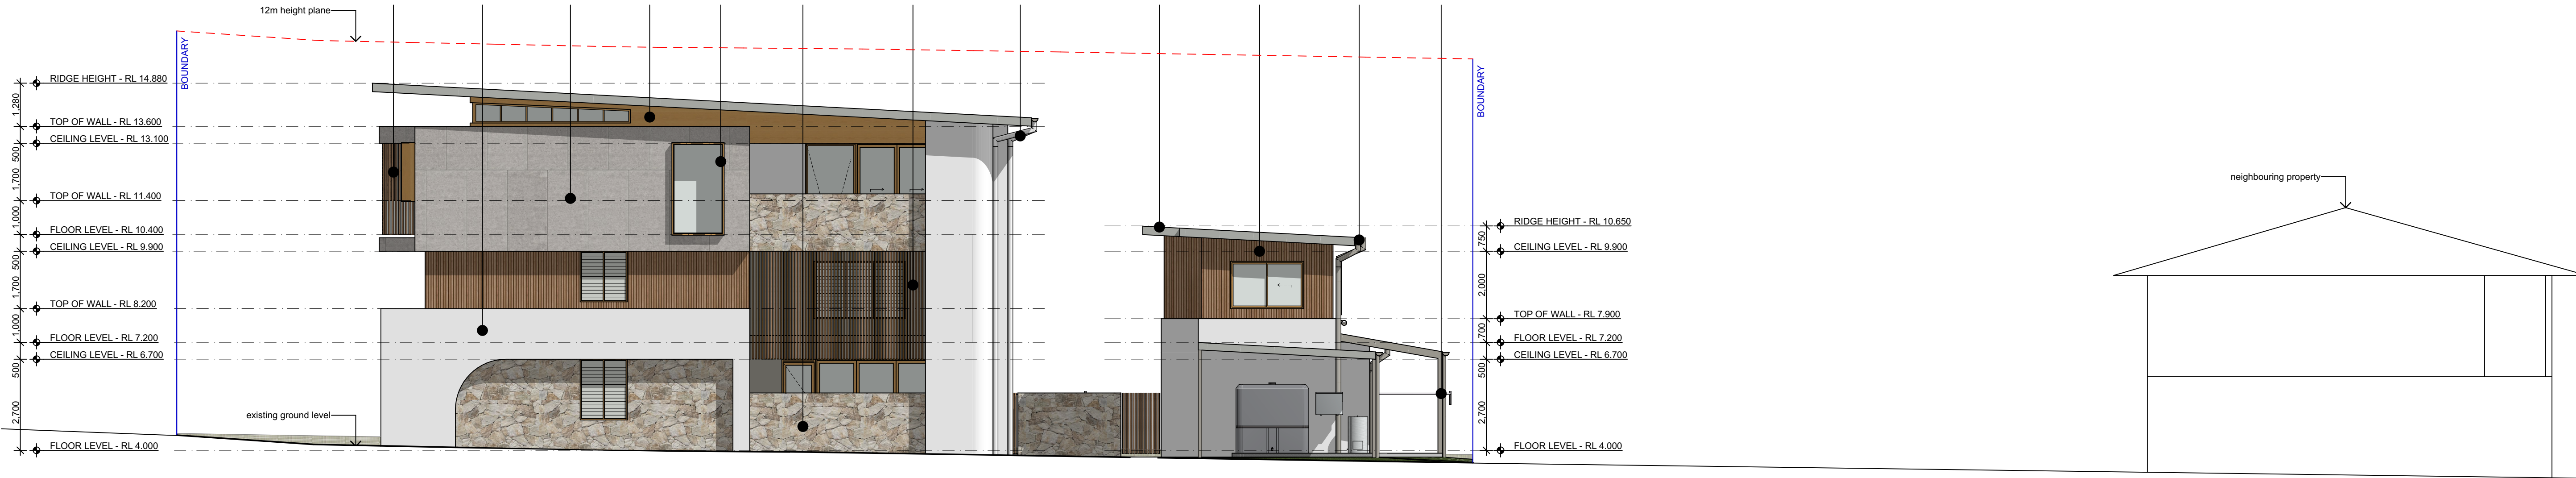 12m height plane
BOUNDARY
RIDGE HEIGHT - RL 14.880
1,280
TOP OF WALL - RL 13.600
CEILING LEVEL - RL 13.100
500
1,700
TOP OF WALL - RL 11.400
1,000
FLOOR LEVEL - RL 10.400
CEILING LEVEL - RL 9.900
500
1,700
TOP OF WALL - RL 8.200
1,000
FLOOR LEVEL - RL 7.200
CEILING LEVEL - RL 6.700
500
2,700
existing ground level
FLOOR LEVEL - RL 4.000
BOUNDARY
RIDGE HEIGHT - RL 10.650
750
CEILING LEVEL - RL 9.900
2,000
TOP OF WALL - RL 7.900
700
FLOOR LEVEL - RL 7.200
CEILING LEVEL - RL 6.700
500
2,700
FLOOR LEVEL - RL 4.000
neighbouring property